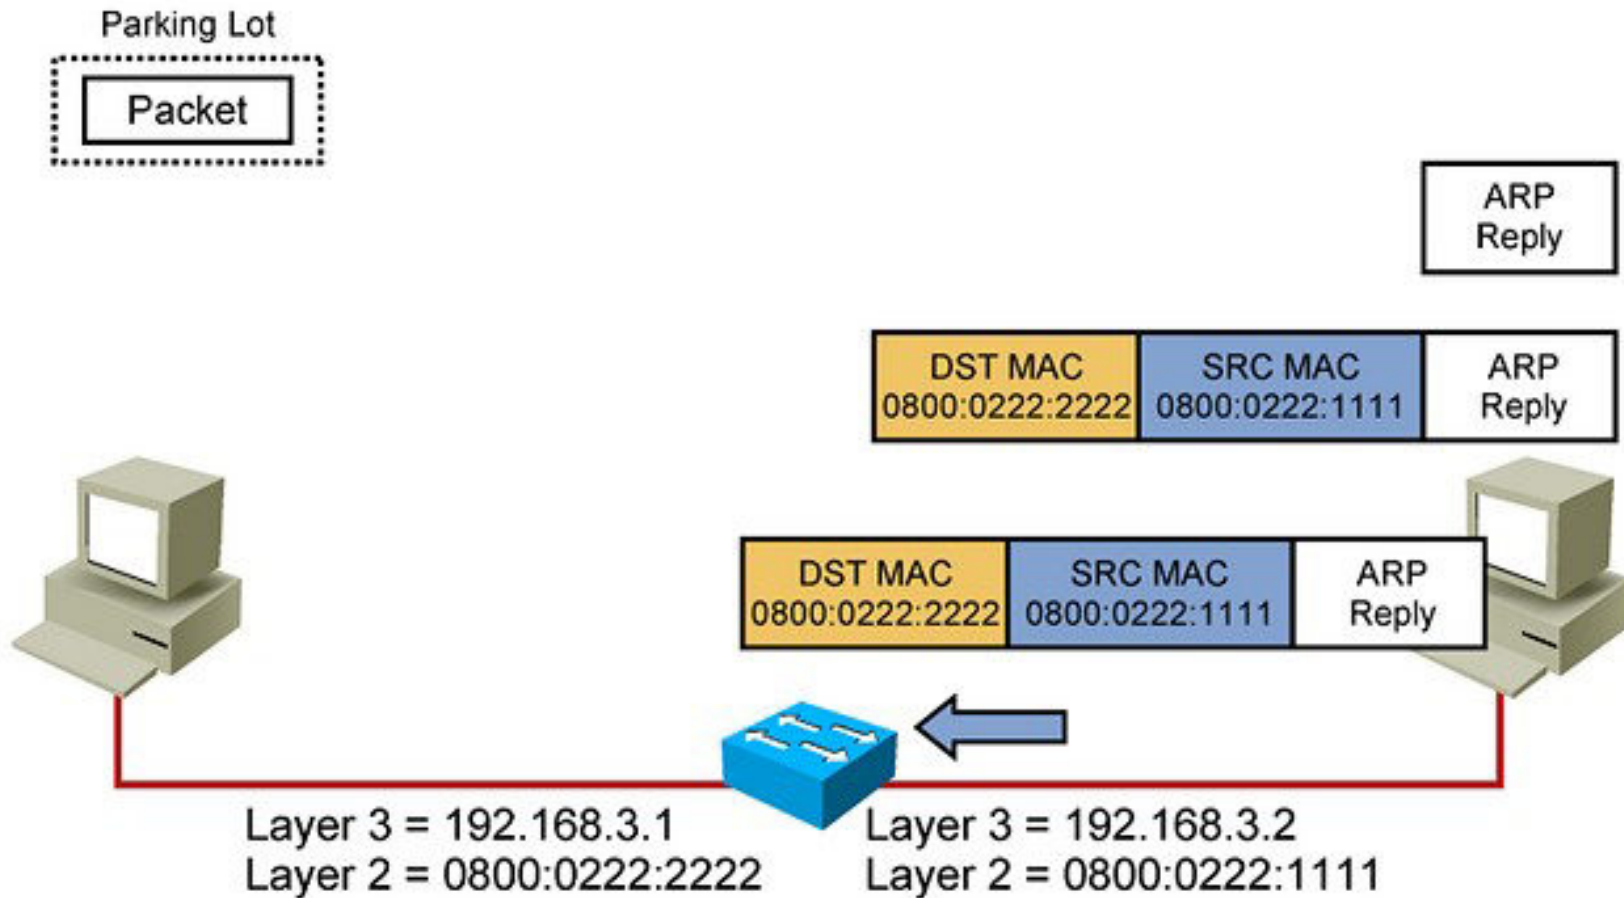 Parking Lot
Packet
ARP
Reply
DST MAC
0800:0222:2222
SRC MAC
0800:0222:1111
ARP
Reply
DST MAC
0800:0222:2222
SRC MAC
0800:0222:1111
ARP
Reply
Layer 3 = 192.168.3.1
Layer 2 = 0800:0222:2222
Layer 3 = 192.168.3.2
Layer 2 = 0800:0222:1111